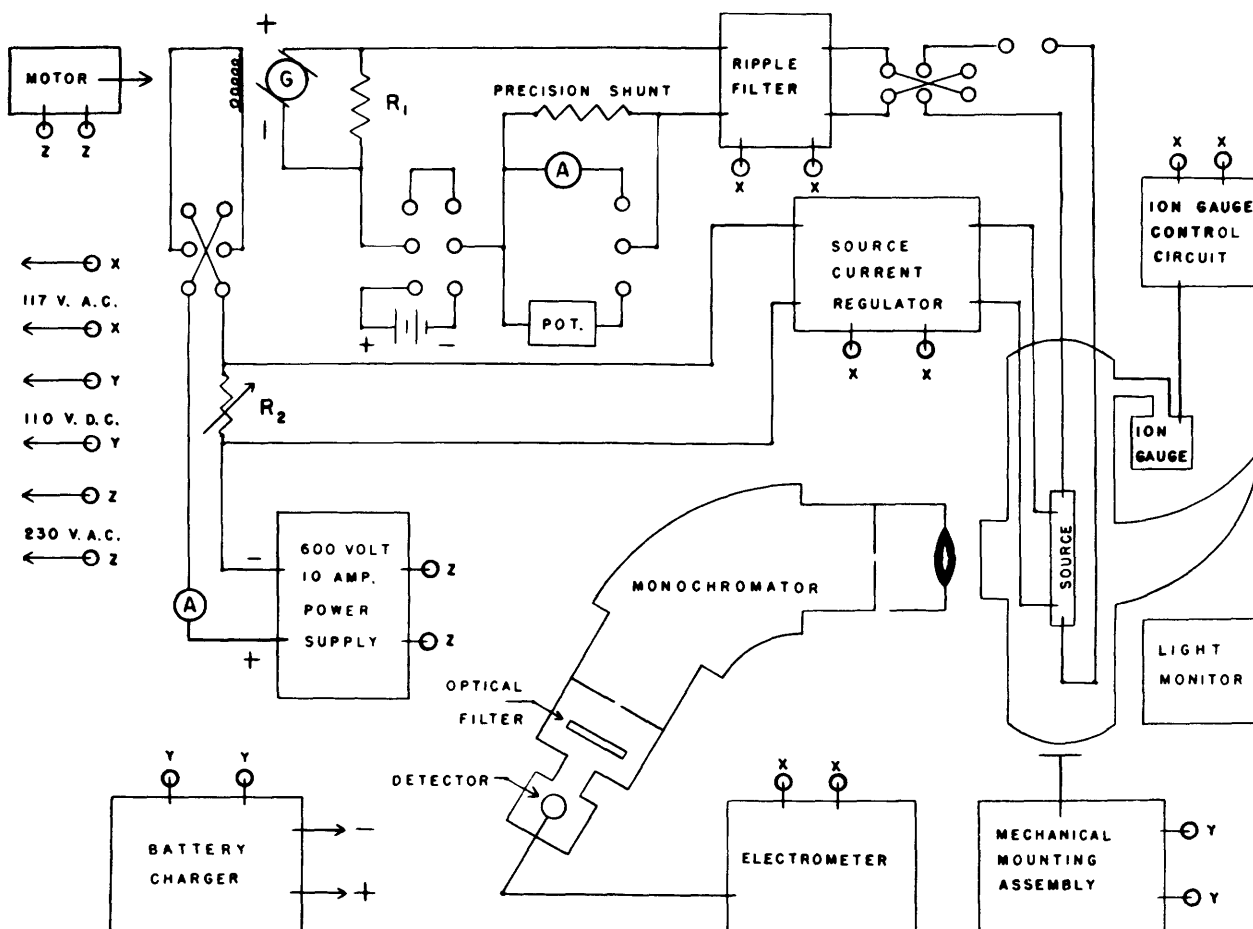 +
MOTOR
Z Z
G
−
R1
PRECISION SHUNT
A
+ −
POT.
RIPPLE
FILTER
X X
X X
ION GAUGE
CONTROL
CIRCUIT
SOURCE
CURRENT
REGULATOR
X X
X
117 V. A.C.
X
Y
110 V. D.C.
Y
Z
230 V.A.C.
Z
R2
ION
GAUGE
−
600 VOLT
10 AMP.
POWER
SUPPLY
Z
Z
A
+
MONOCHROMATOR
SOURCE
LIGHT
MONITOR
OPTICAL
FILTER
DETECTOR
Y Y
BATTERY
CHARGER
−
+
X X
ELECTROMETER
MECHANICAL
MOUNTING
ASSEMBLY
Y
Y